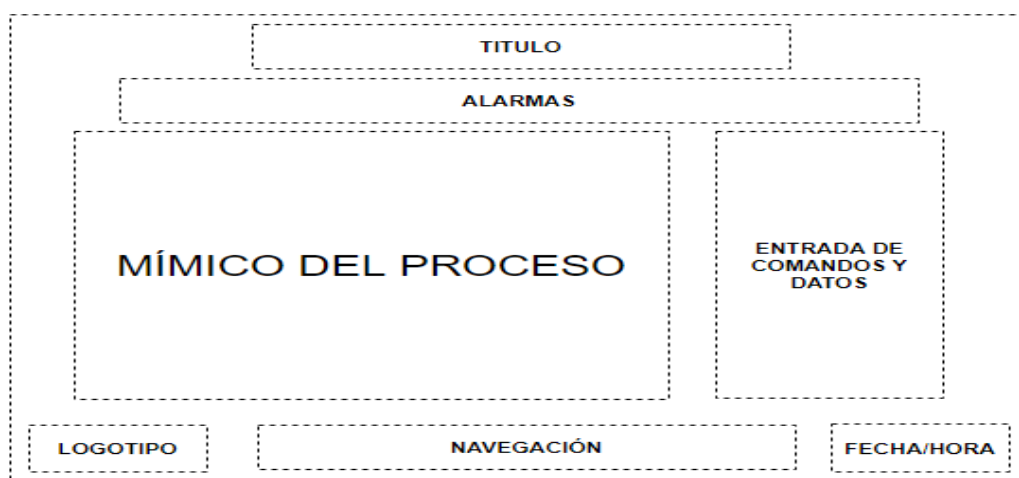 TITULO
ALARMAS
MÍMICO DEL PROCESO
ENTRADA DE
COMANDOS Y
DATOS
LOGOTIPO
NAVEGACIÓN
FECHA/HORA